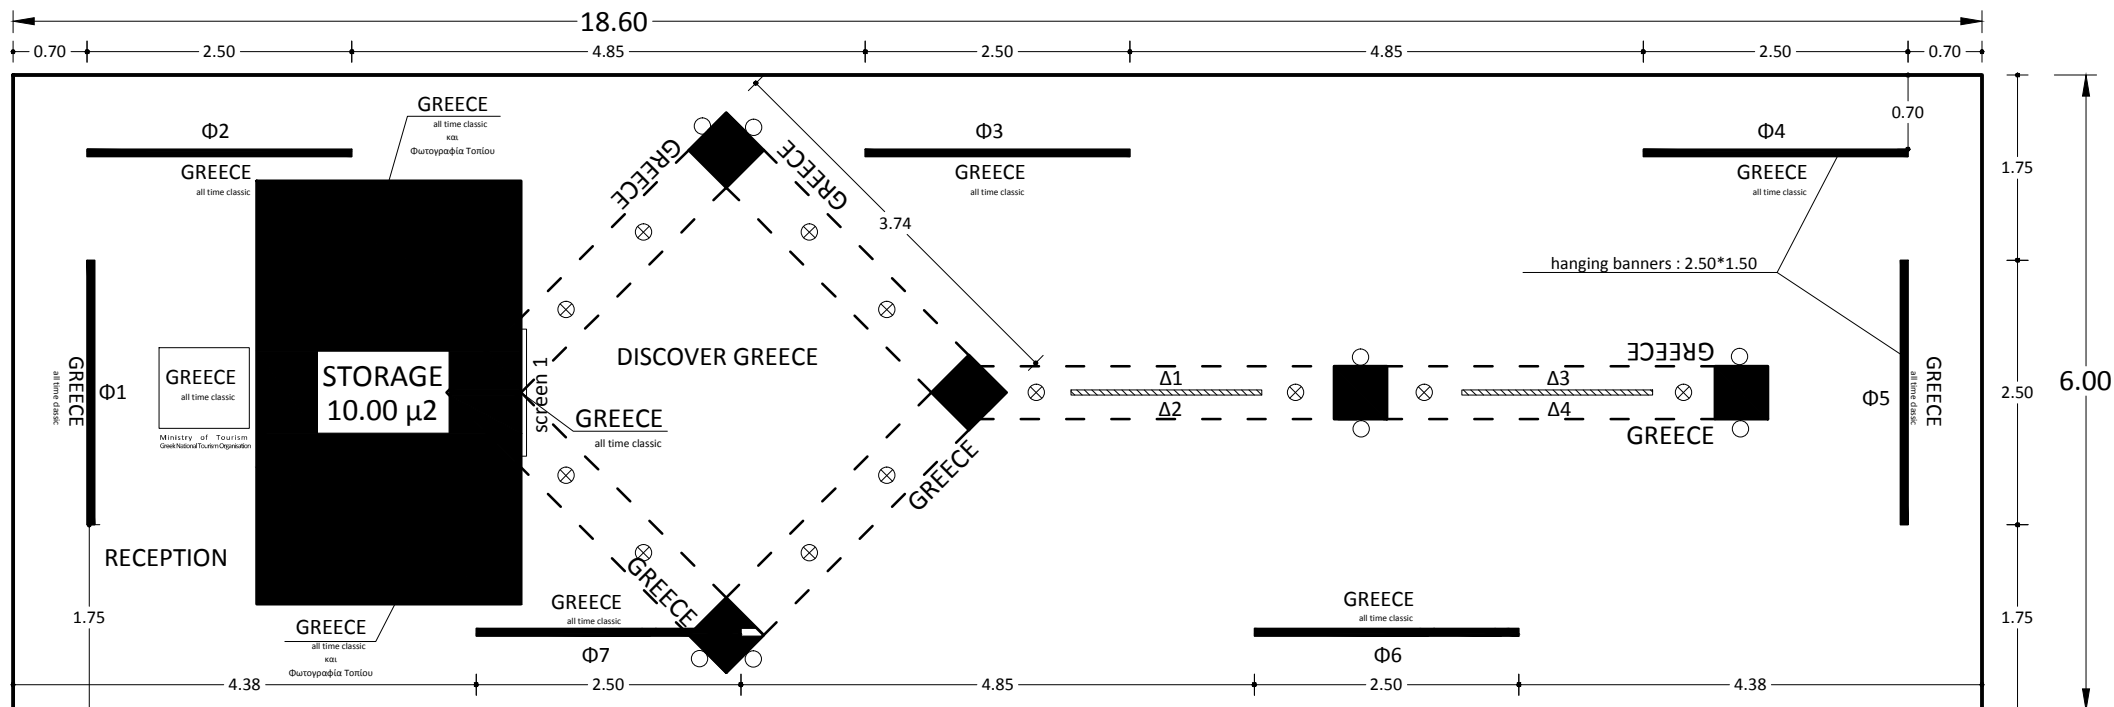 18.60
0.70
2.50
4.85
2.50
4.85
2.50
0.70
GREECE
all time classic
και
Φωτογραφία Τοπίου
Φ2
GREECE
all time classic
GREECE
GREECE
Φ3
GREECE
all time classic
Φ4
GREECE
all time classic
0.70
1.75
3.74
hanging banners : 2.50*1.50
GREECE
all time classic
Φ1
GREECE
all time classic
Ministry of Tourism
Greek National Tourism Organisation
STORAGE
10.00 μ2
screen 1
DISCOVER GREECE
GREECE
all time classic
Δ1
Δ2
Δ3
Δ4
GREECE
GREECE
Φ5
GREECE
all time classic
2.50
6.00
GREECE
RECEPTION
GREECE
GREECE
all time classic
Φ7
GREECE
all time classic
Φ6
1.75
1.75
GREECE
all time classic
και
Φωτογραφία Τοπίου
4.38
2.50
4.85
2.50
4.38